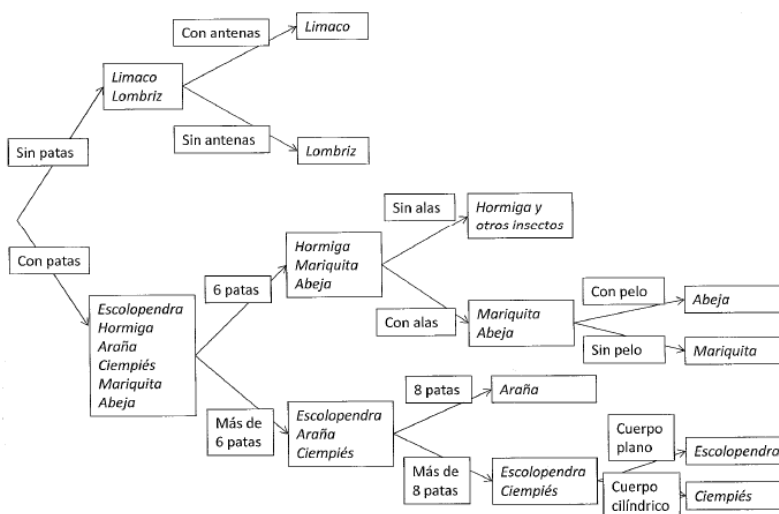 Con antenas
Limaco
Limaco
Lombriz
Sin patas
Sin antenas
Lombriz
Con patas
Escolopendra
Hormiga
Araña
Ciempiés
Mariquita
Abeja
6 patas
Hormiga
Mariquita
Abeja
Sin alas
Hormiga y
otros insectos
Con alas
Mariquita
Abeja
Con pelo
Abeja
Sin pelo
Mariquita
Más de
6 patas
Escolopendra
Araña
Ciempiés
8 patas
Araña
Más de
8 patas
Escolopendra
Ciempiés
Cuerpo
plano
Escolopendra
Cuerpo
cilíndrico
Ciempiés